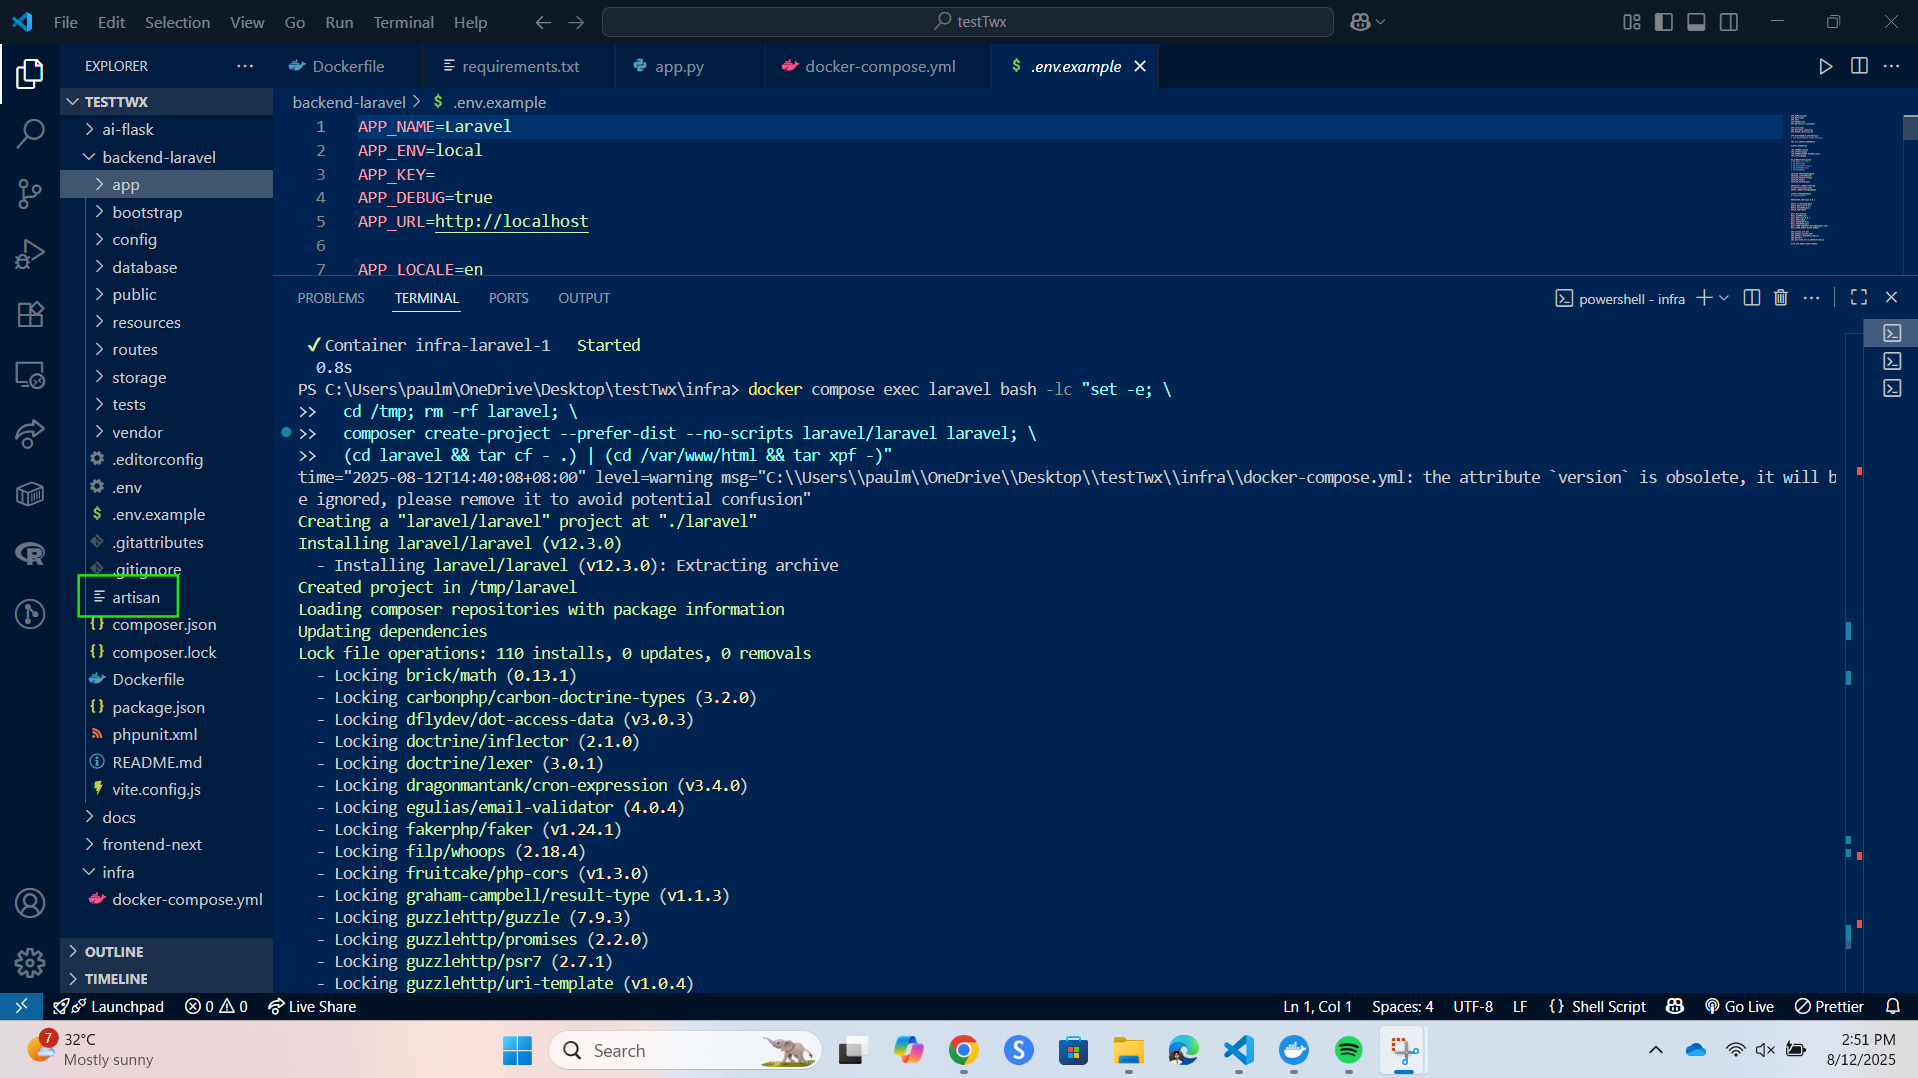 File Edit Selection View Go Run Terminal Help
testTwx
EXPLORER
Dockerfile
requirements.txt
app.py
docker-compose.yml
$ .env.example
TESTTWX
ai-flask
backend-laravel
app
bootstrap
config
database
public
resources
routes
storage
tests
vendor
.editorconfig
.env
$ .env.example
.gitattributes
.gitignore
artisan
{} composer.json
{} composer.lock
Dockerfile
{} package.json
phpunit.xml
README.md
vite.config.js
docs
frontend-next
infra
docker-compose.yml
OUTLINE
TIMELINE
backend-laravel > $ .env.example
1 APP_NAME=Laravel
2 APP_ENV=local
3 APP_KEY=
4 APP_DEBUG=true
5 APP_URL=http://localhost
6
7 APP_LOCALE=en
PROBLEMS TERMINAL PORTS OUTPUT
powershell - infra
✓Container infra-laravel-1 Started
0.8s
PS C:\Users\paulm\OneDrive\Desktop\testTwx\infra> docker compose exec laravel bash -lc "set -e; \
>> cd /tmp; rm -rf laravel; \
>> composer create-project --prefer-dist --no-scripts laravel/laravel laravel; \
>> (cd laravel && tar cf - .) | (cd /var/www/html && tar xpf -)"
time="2025-08-12T14:40:08+08:00" level=warning msg="C:\\Users\\paulm\\OneDrive\\Desktop\\testTwx\\infra\\docker-compose.yml: the attribute `version` is obsolete, it will b
e ignored, please remove it to avoid potential confusion"
Creating a "laravel/laravel" project at "./laravel"
Installing laravel/laravel (v12.3.0)
- Installing laravel/laravel (v12.3.0): Extracting archive
Created project in /tmp/laravel
Loading composer repositories with package information
Updating dependencies
Lock file operations: 110 installs, 0 updates, 0 removals
- Locking brick/math (0.13.1)
- Locking carbonphp/carbon-doctrine-types (3.2.0)
- Locking dflydev/dot-access-data (v3.0.3)
- Locking doctrine/inflector (2.1.0)
- Locking doctrine/lexer (3.0.1)
- Locking dragonmantank/cron-expression (v3.4.0)
- Locking egulias/email-validator (4.0.4)
- Locking fakerphp/faker (v1.24.1)
- Locking filp/whoops (2.18.4)
- Locking fruitcake/php-cors (v1.3.0)
- Locking graham-campbell/result-type (v1.1.3)
- Locking guzzlehttp/guzzle (7.9.3)
- Locking guzzlehttp/promises (2.2.0)
- Locking guzzlehttp/psr7 (2.7.1)
- Locking guzzlehttp/uri-template (v1.0.4)
Launchpad 0 0 Live Share
Ln 1, Col 1 Spaces: 4 UTF-8 LF {} Shell Script Go Live Prettier
7
32°C
Mostly sunny
Search
S
2:51 PM
8/12/2025